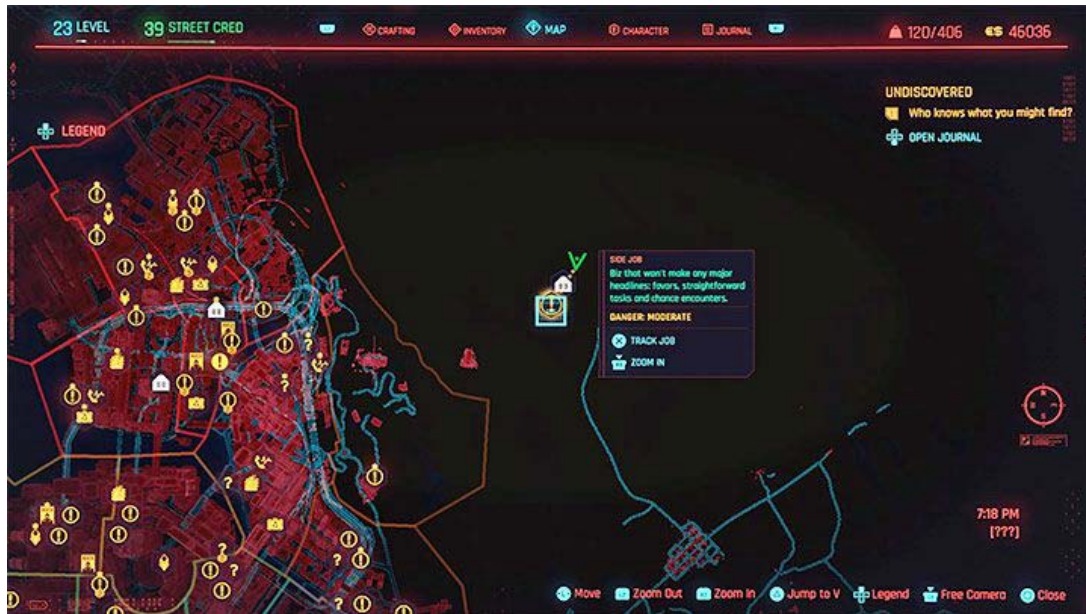 23 LEVEL
39 STREET CRED
CRAFTING
INVENTORY
MAP
CHARACTER
JOURNAL
120/406
€$ 46036
UNDISCOVERED
Who knows what you might find?
OPEN JOURNAL
LEGEND
SIDE JOB
Biz that won't make any major
headlines: favors, straightforward
tasks and chance encounters.
DANGER: MODERATE
TRACK JOB
ZOOM IN
7:18 PM
[???]
Move
Zoom Out
Zoom In
Jump to V
Legend
Free Camera
Close